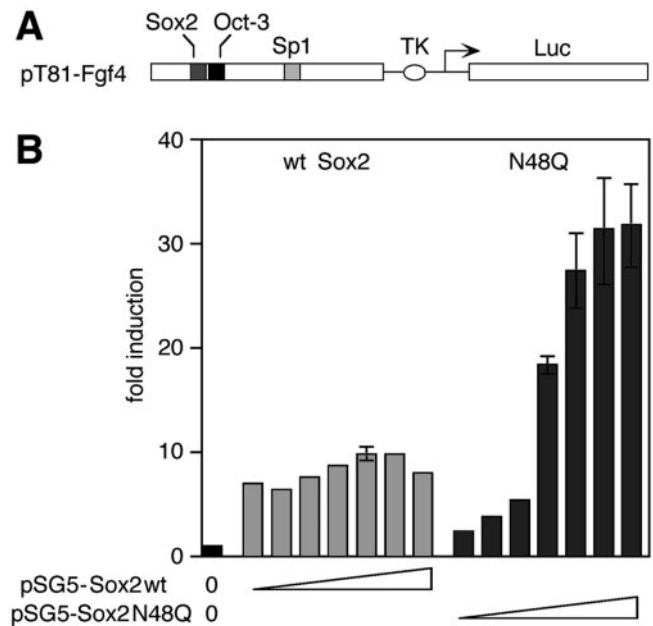 A
Sox2 Oct-3
Sp1 TK Luc
pT81-Fgf4
B
40
wt Sox2 N48Q
30
20
10
0
fold induction
pSG5-Sox2wt 0
pSG5-Sox2N48Q 0